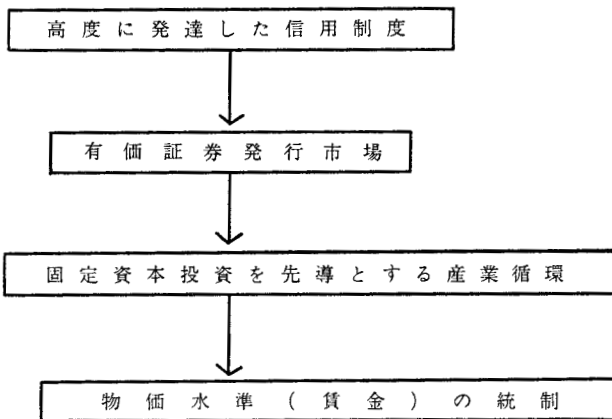 高度に発達した信用制度
有価証券発行市場
固定資本投資を先導とする産業循環
物価水準(賃金)の統制